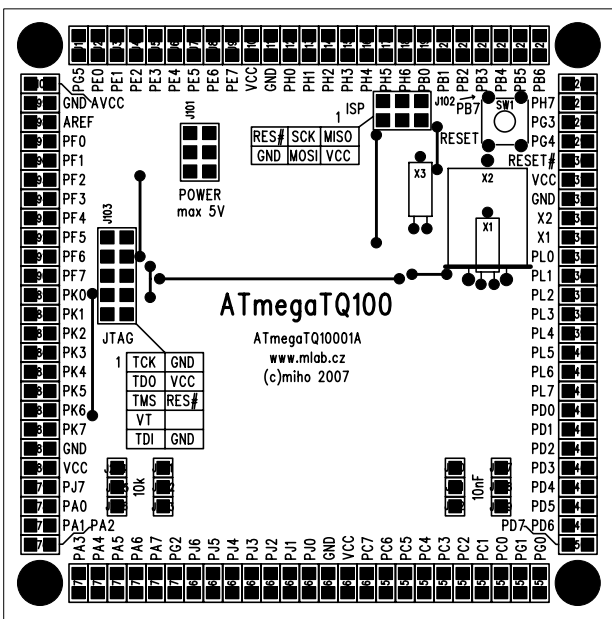 PG5 PE0 PE1 PE2 PE3 PE4 PE5 PE6 PE7 VCC GND PH0 PH1 PH2 PH3 PH4 PH5 PH6 PB0 PB1 PB2 PB3 PB4 PB5 PB6
GND AVCC
AREF
PF0
PF1
PF2
PF3
PF4
PF5
PF6
PF7
PK0
PK1
PK2
PK3
PK4
PK5
PK6
PK7
GND
VCC
PJ7
PA0
PA1 PA2
J101
POWER
max 5V
1 ISP
RES# SCK MISO
GND MOSI VCC
J102
PB7
SW1
RESET
X3
X2
X1
J103
JTAG
1 TCK GND
TDO VCC
TMS RES#
VT
TDI GND
ATmegaTQ100
ATmegaTQ10001A
www.mlab.cz
(c)miho 2007
10k
10nF
PH7
PG3
PG4
RESET#
VCC
GND
X2
X1
PL0
PL1
PL2
PL3
PL4
PL5
PL6
PL7
PD0
PD1
PD2
PD3
PD4
PD5
PD7 PD6
PA3 PA4 PA5 PA6 PA7 PG2 PJ6 PJ5 PJ4 PJ3 PJ2 PJ1 PJ0 GND VCC PC7 PC6 PC5 PC4 PC3 PC2 PC1 PC0 PG1 PG0